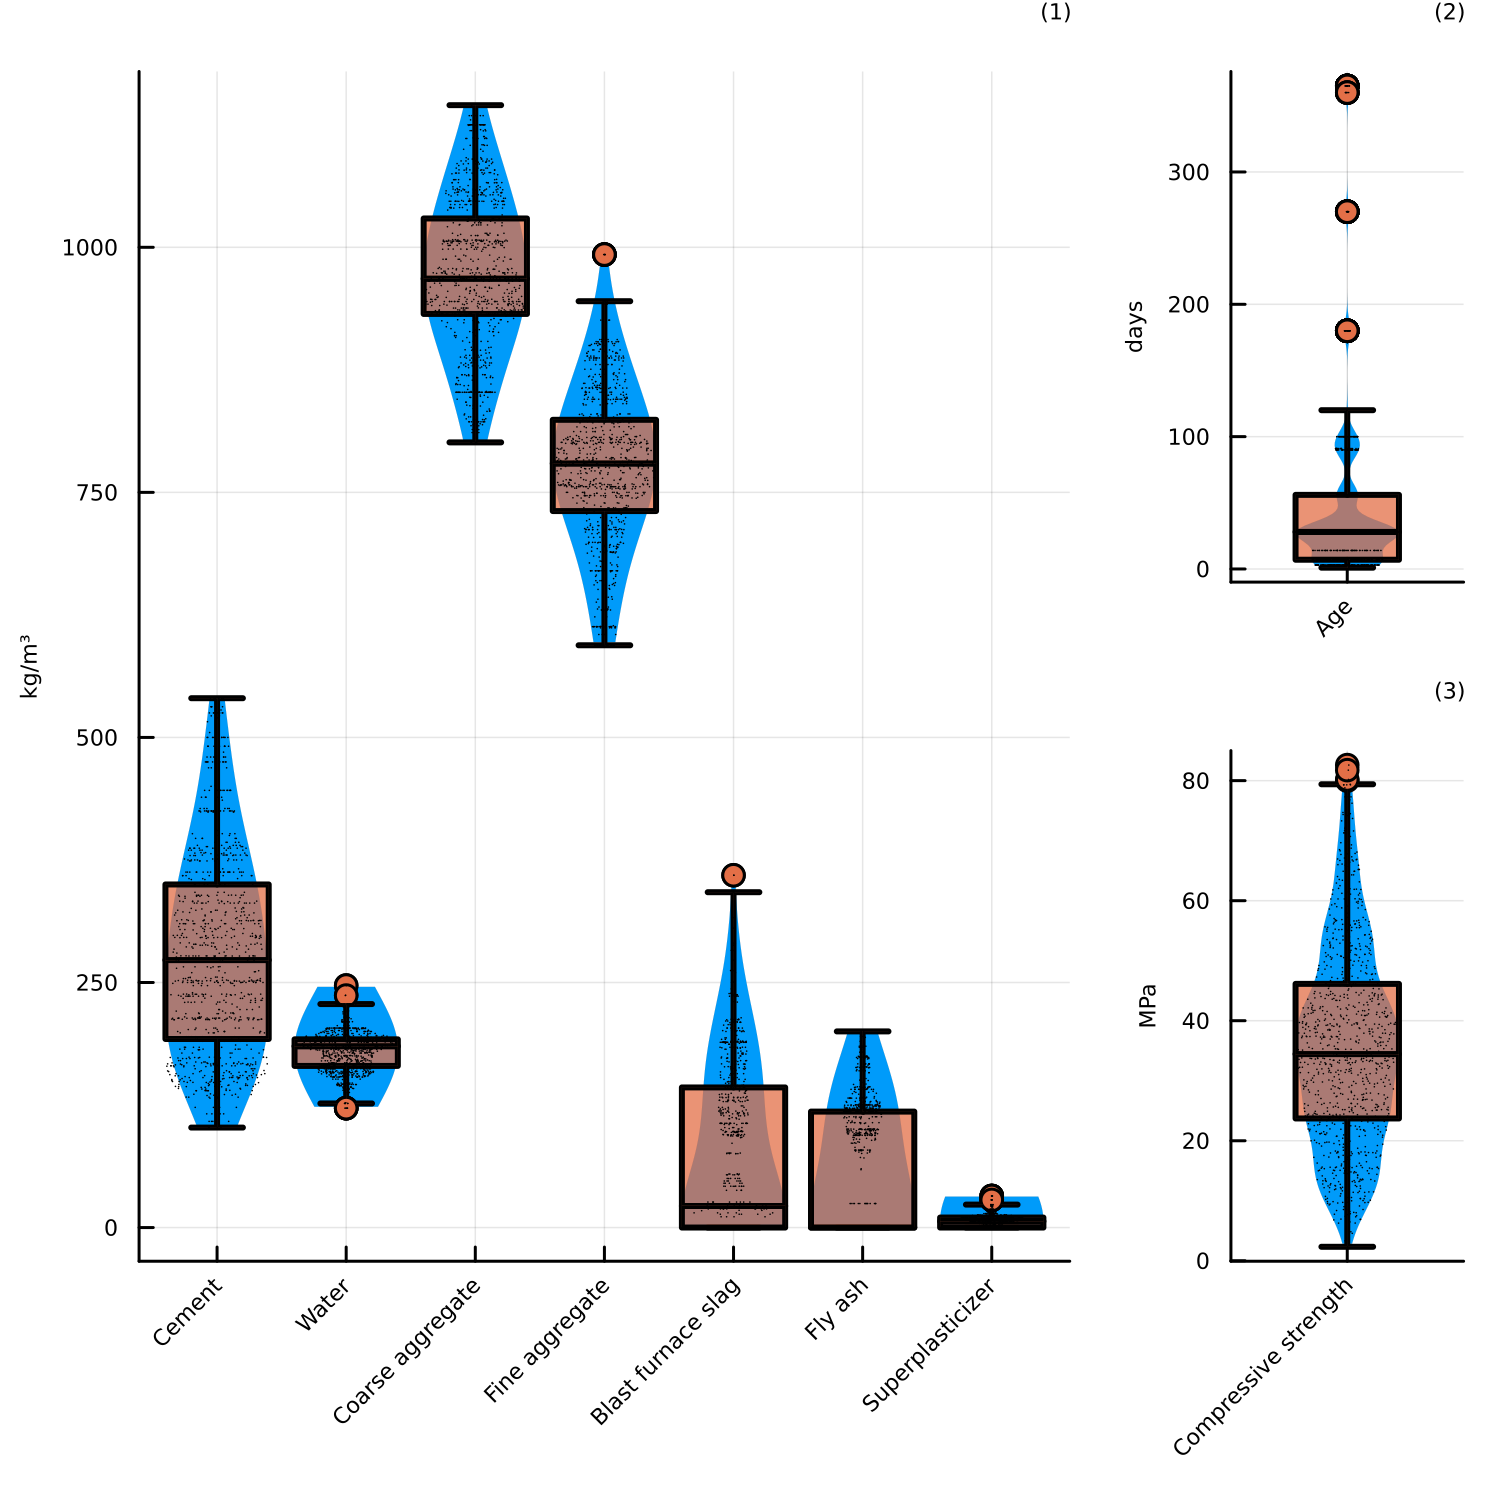 (1)
kg/m³
1000
750
500
250
0
Cement
Water
Coarse aggregate
Fine aggregate
Blast furnace slag
Fly ash
Superplasticizer
(2)
days
300
200
100
0
Age
(3)
MPa
80
60
40
20
0
Compressive strength